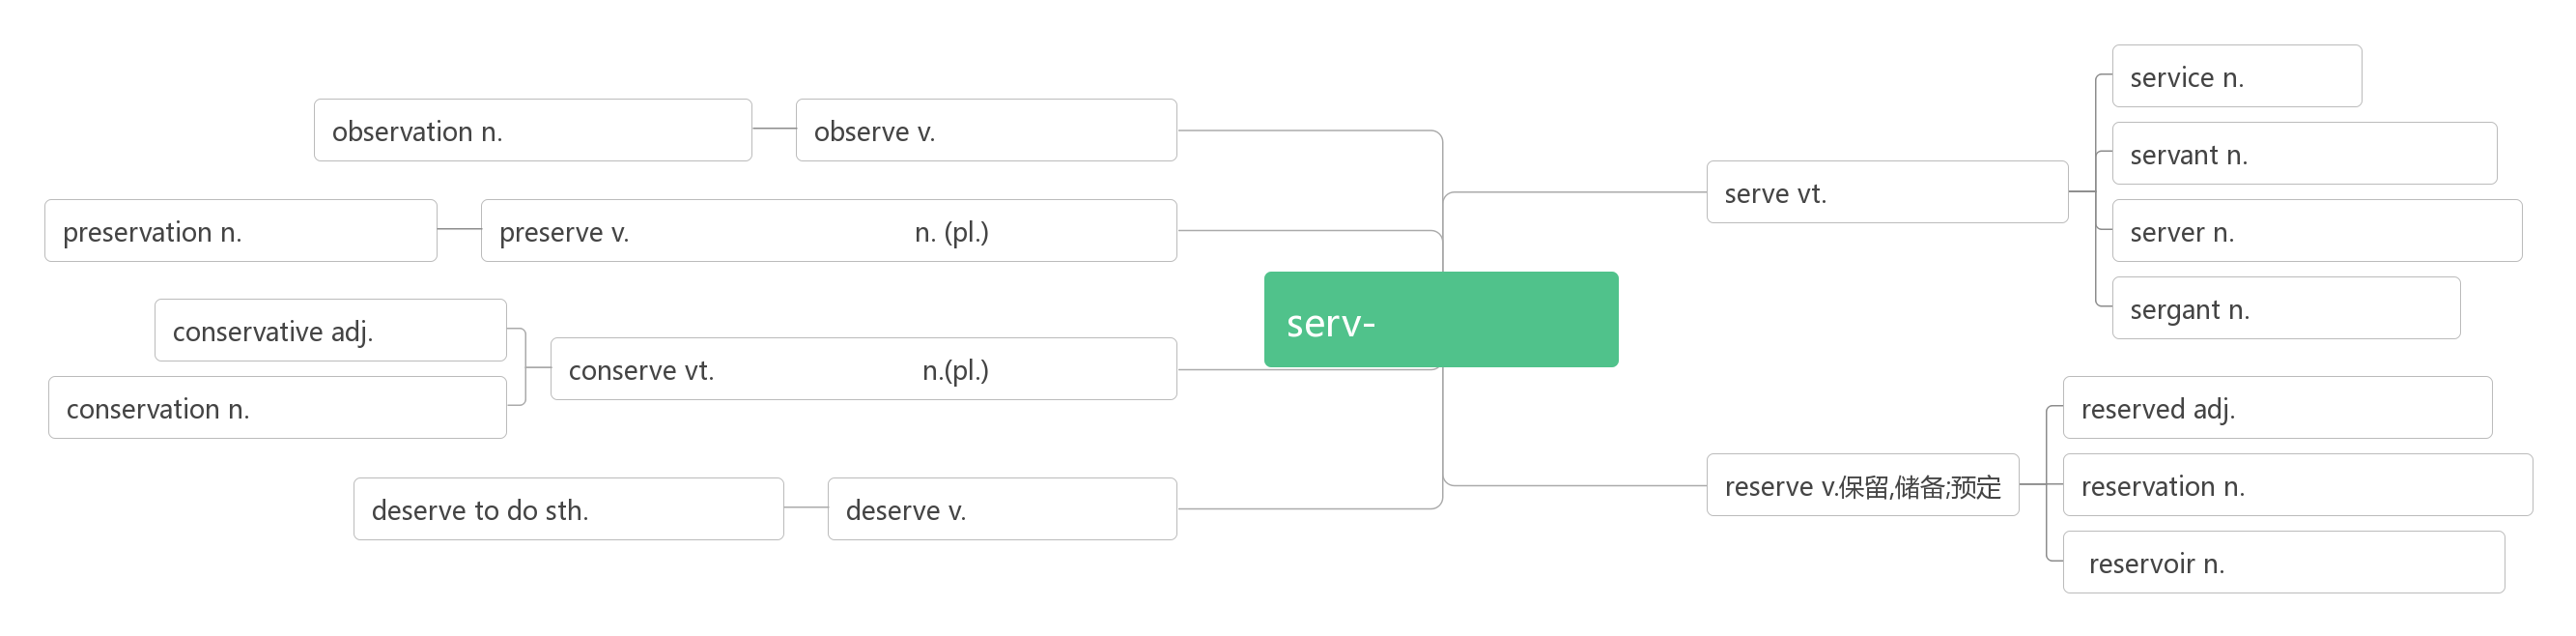 serv-
observe v.
observation n.
preserve v. n. (pl.)
preservation n.
conserve vt. n.(pl.)
conservative adj.
conservation n.
deserve v.
deserve to do sth.
serve vt.
service n.
servant n.
server n.
sergant n.
reserve v.保留,储备;预定
reserved adj.
reservation n.
reservoir n.